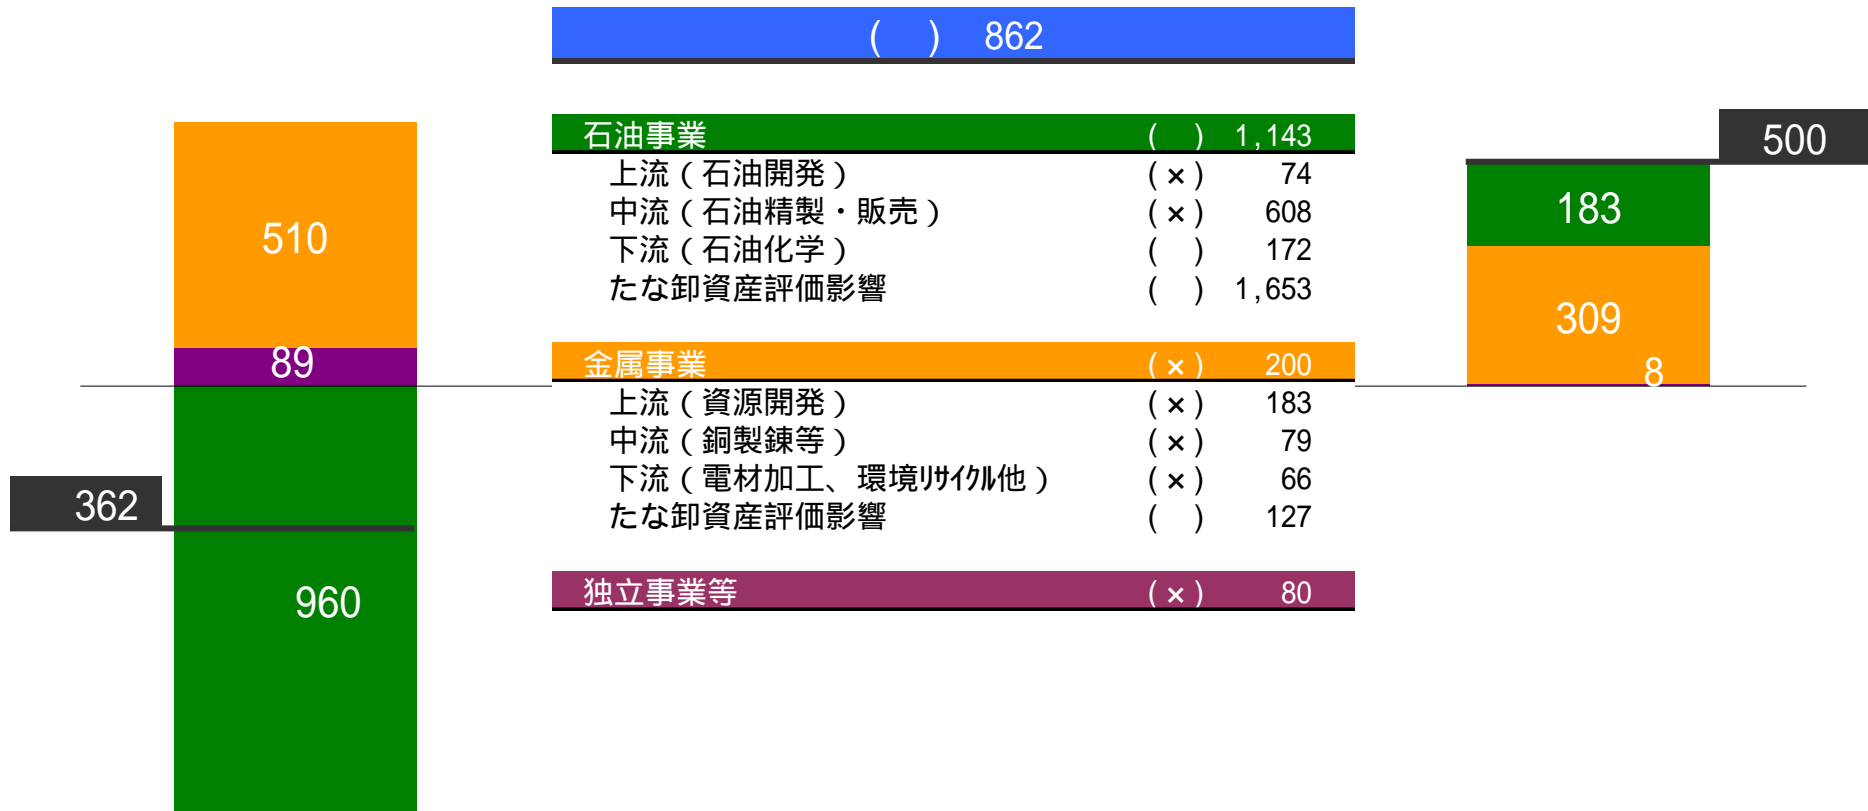 ( ) 862
石油事業 ( ) 1,143
上流(石油開発) (×) 74
中流(石油精製・販売) (×) 608
下流(石油化学) ( ) 172
たな卸資産評価影響 ( ) 1,653
金属事業 (×) 200
上流(資源開発) (×) 183
中流(銅製錬等) (×) 79
下流(電材加工、環境ﾘｻｲｸﾙ他) (×) 66
たな卸資産評価影響 ( ) 127
独立事業等 (×) 80
510
89
362
960
500
183
309
8